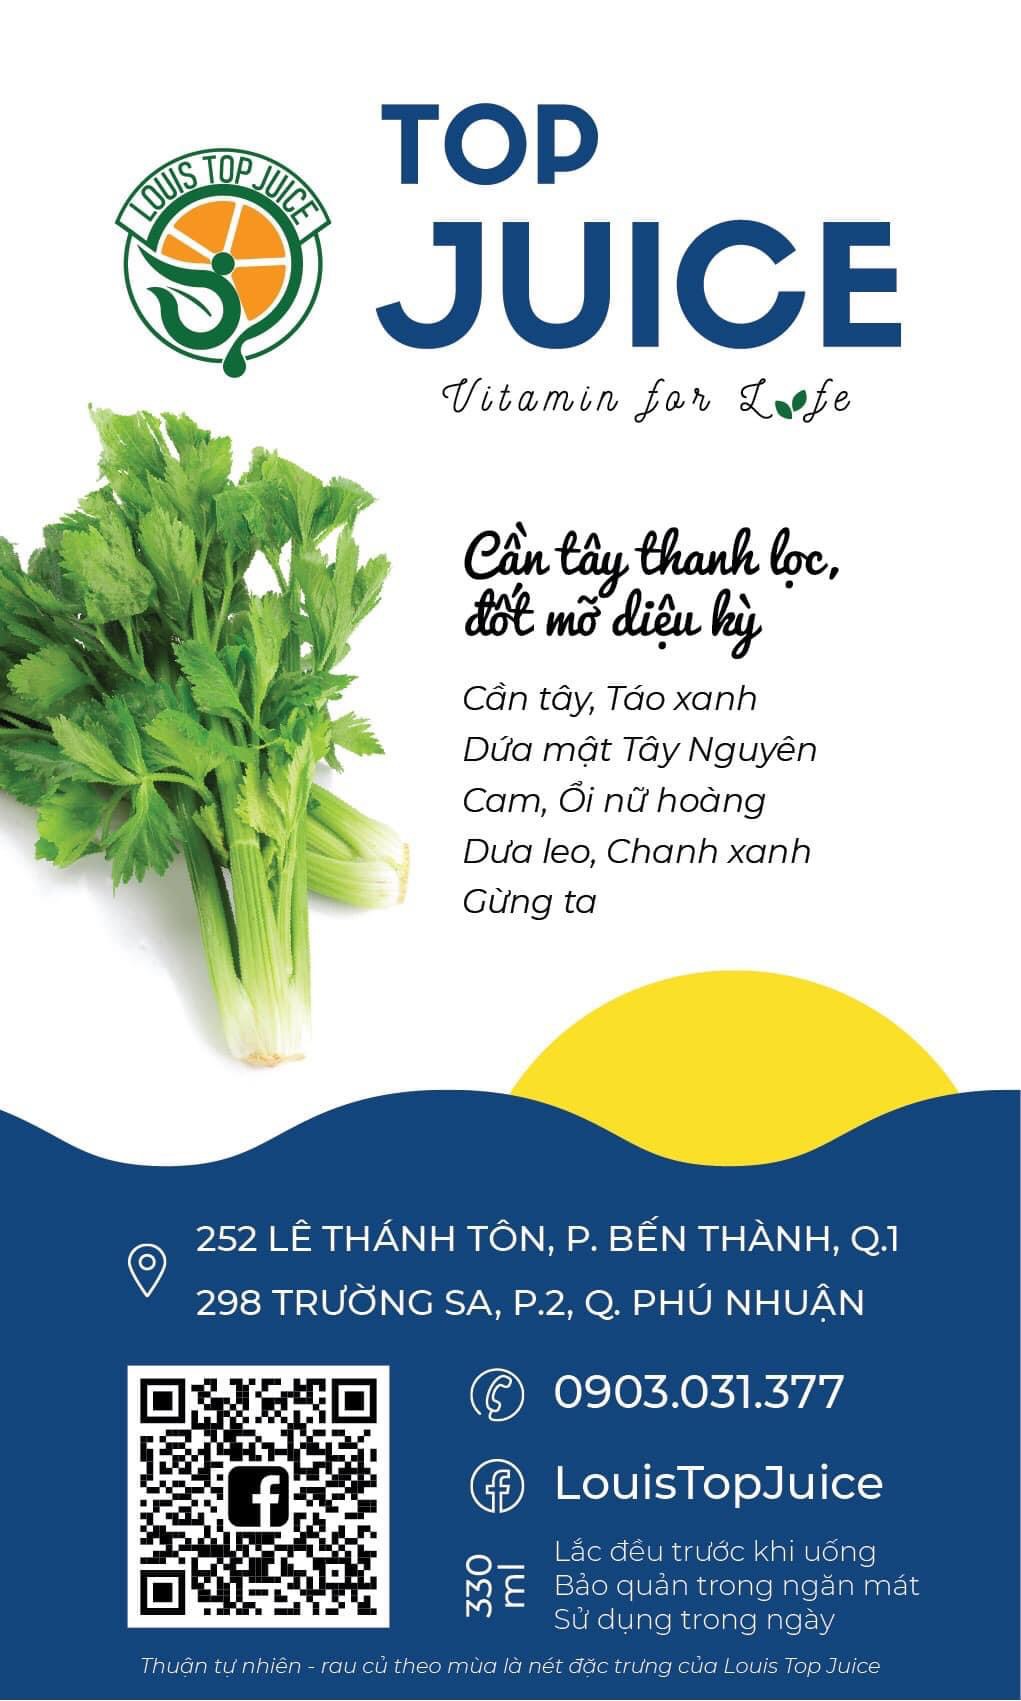 LOUIS TOP JUICE
TOP
JUICE
Vitamin for Life
Cần tây thanh lọc,
đốt mỡ diệu kỳ
Cần tây, Táo xanh
Dứa mật Tây Nguyên
Cam, Ổi nữ hoàng
Dưa leo, Chanh xanh
Gừng ta
252 LÊ THÁNH TÔN, P. BẾN THÀNH, Q.1
298 TRƯỜNG SA, P.2, Q. PHÚ NHUẬN
0903.031.377
LouisTopJuice
330 ml
Lắc đều trước khi uống
Bảo quản trong ngăn mát
Sử dụng trong ngày
Thuận tự nhiên - rau củ theo mùa là nét đặc trưng của Louis Top Juice